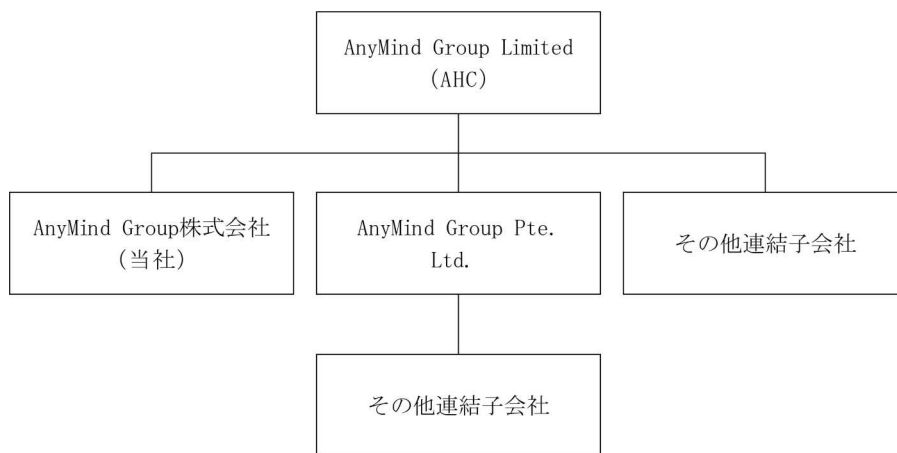 AnyMind Group Limited
（AHC）
AnyMind Group株式会社
（当社）
AnyMind Group Pte.
Ltd.
その他連結子会社
その他連結子会社